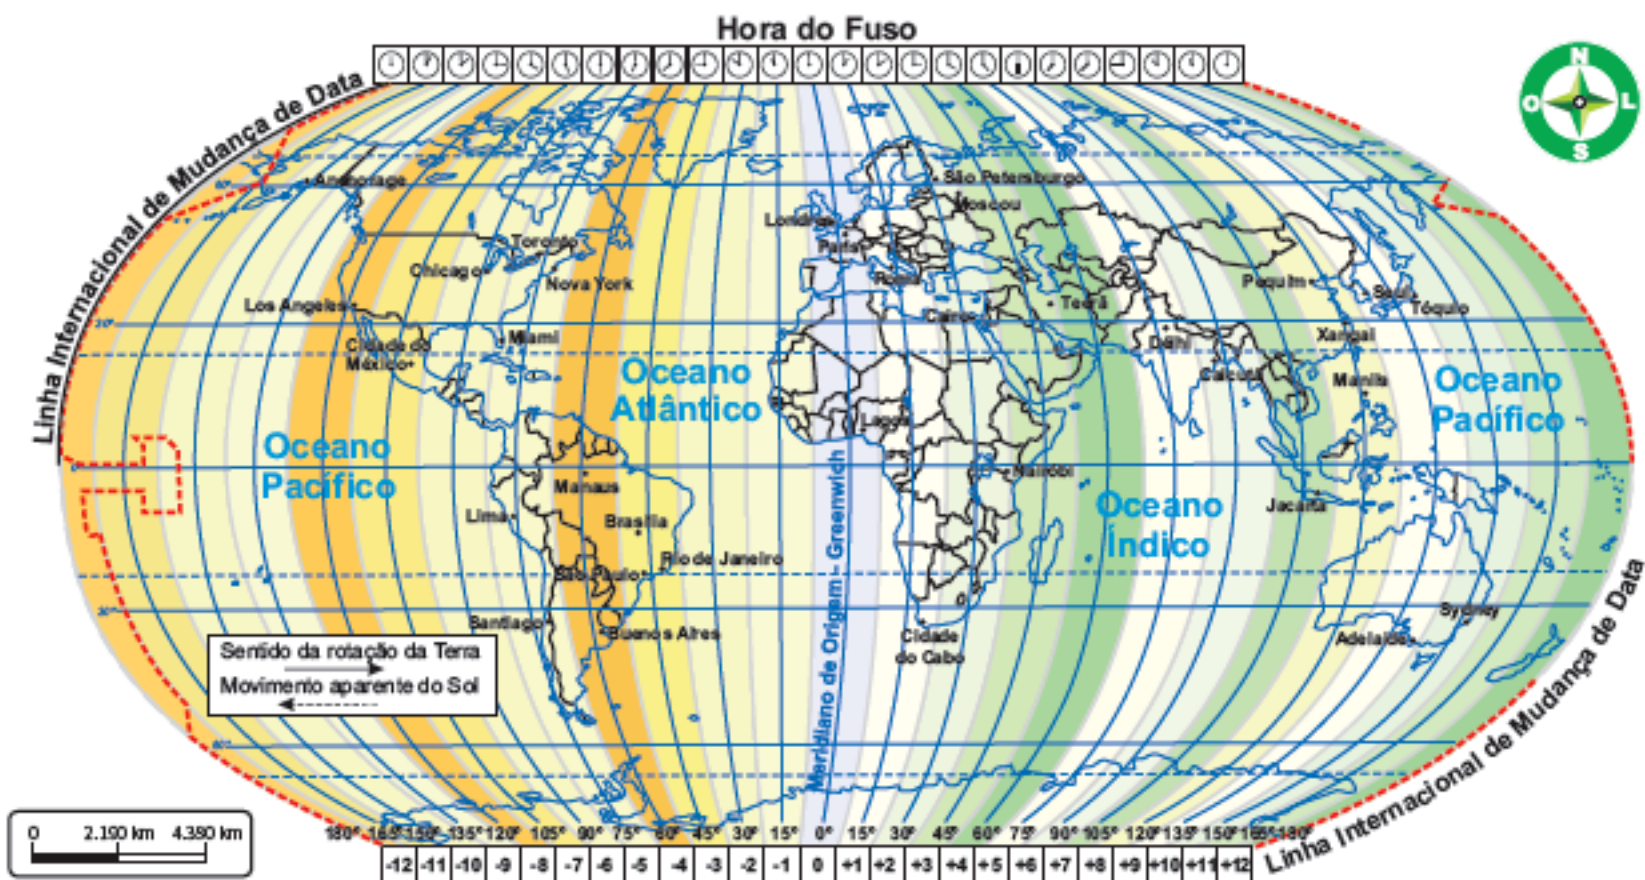 Hora do Fuso
Linha Internacional de Mudança de Data
N
O
L
S
Anchorage
São Petersburgo
Moscou
Londres
Paris
Toronto
Chicago
Nova York
Roma
Pequim
Seul
Tóquio
Los Angeles
Teerã
Cairo
Cidade do
México
Miami
Délhi
Xangai
Calcutá
Manila
Oceano
Atlântico
Oceano
Pacífico
Lagos
Oceano
Pacífico
Manaus
Nairóbi
Lima
Brasília
Jacarta
Oceano
Índico
Rio de Janeiro
São Paulo
Meridiano de Origem - Greenwich
Santiago
Buenos Aires
Cidade
do Cabo
Sydney
Adelaide
Sentido da rotação da Terra
Movimento aparente do Sol
0°
30°
60°
Linha Internacional de Mudança de Data
0 2.190 km 4.380 km
180° 165° 150° 135° 120° 105° 90° 75° 60° 45° 30° 15° 0° 15° 30° 45° 60° 75° 90° 105° 120° 135° 150° 165° 180°
-12 -11 -10 -9 -8 -7 -6 -5 -4 -3 -2 -1 0 +1 +2 +3 +4 +5 +6 +7 +8 +9 +10 +11 +12